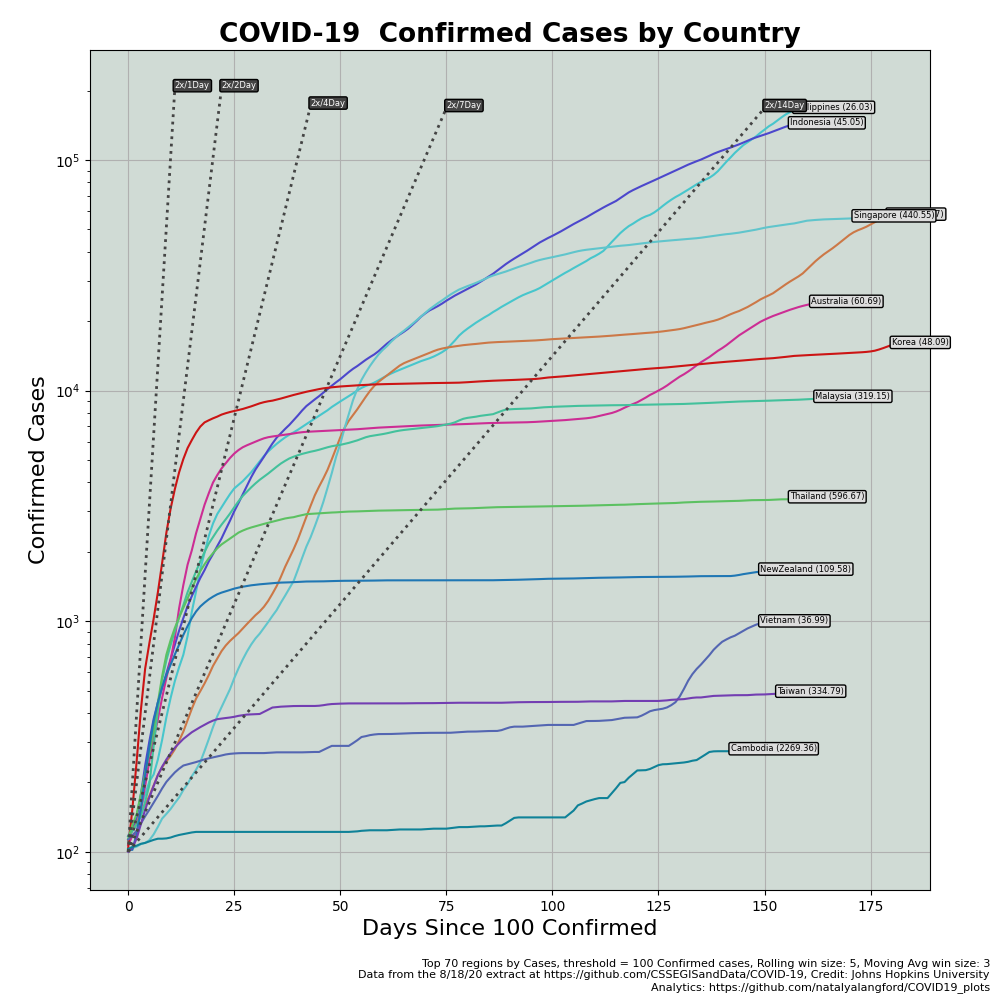 COVID-19  Confirmed Cases by Country
2x/1Day
2x/2Day
2x/4Day
2x/7Day
2x/14Day
ippines (26.03)
Indonesia (45.05)
Singapore (440.55)
7)
Australia (60.69)
Korea (48.09)
Malaysia (319.15)
Thailand (596.67)
NewZealand (109.58)
Vietnam (36.99)
Taiwan (334.79)
Cambodia (2269.36)
Confirmed Cases
10^5
10^4
10^3
10^2
0 25 50 75 100 125 150 175
Days Since 100 Confirmed
Top 70 regions by Cases, threshold = 100 Confirmed cases, Rolling win size: 5, Moving Avg win size: 3
Data from the 8/18/20 extract at https://github.com/CSSEGISandData/COVID-19, Credit: Johns Hopkins University
Analytics: https://github.com/natalyalangford/COVID19_plots